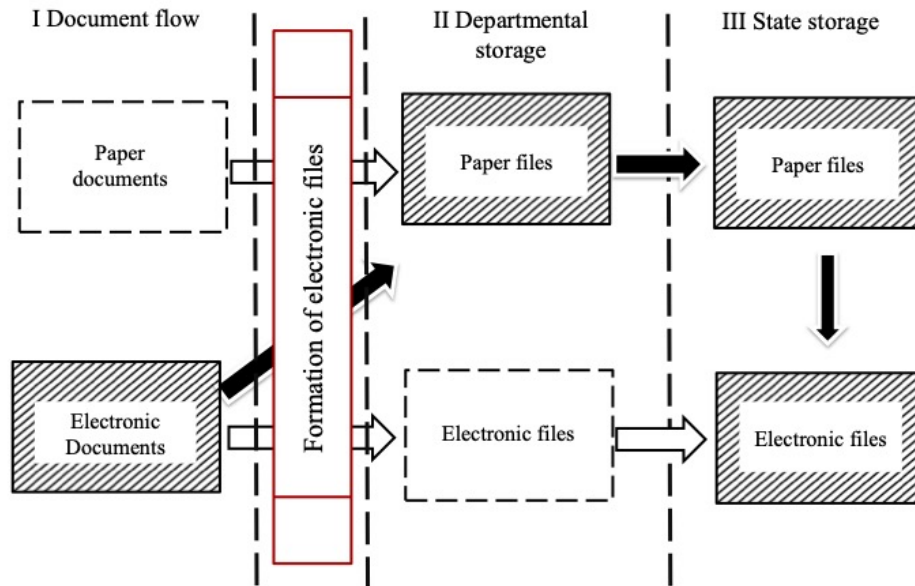 I Document flow
II Departmental
storage
III State storage
Paper
documents
Formation of electronic files
Paper files
Paper files
Electronic
Documents
Electronic files
Electronic files